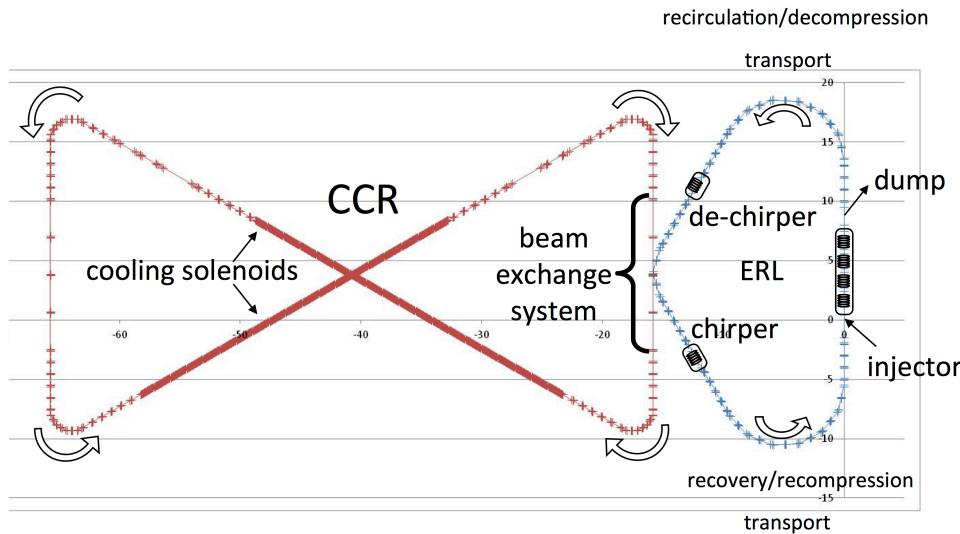 recirculation/decompression
transport
20
15
CCR
dump
10
de-chirper
beam
exchange
system
cooling solenoids
5
ERL
chirper
-60
-50
-40
-30
-20
0
0
injector
-5
-10
recovery/recompression
-15
transport